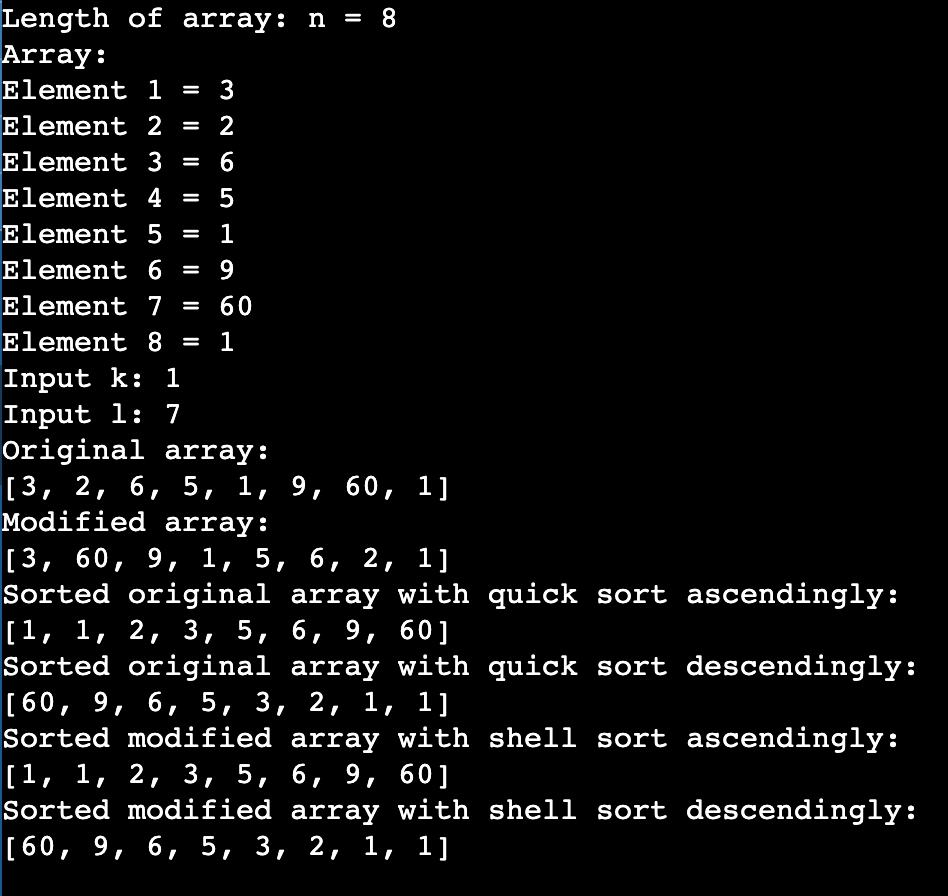 Length of array: n = 8
Array:
Element 1 = 3
Element 2 = 2
Element 3 = 6
Element 4 = 5
Element 5 = 1
Element 6 = 9
Element 7 = 60
Element 8 = 1
Input k: 1
Input l: 7
Original array:
[3, 2, 6, 5, 1, 9, 60, 1]
Modified array:
[3, 60, 9, 1, 5, 6, 2, 1]
Sorted original array with quick sort ascendingly:
[1, 1, 2, 3, 5, 6, 9, 60]
Sorted original array with quick sort descendingly:
[60, 9, 6, 5, 3, 2, 1, 1]
Sorted modified array with shell sort ascendingly:
[1, 1, 2, 3, 5, 6, 9, 60]
Sorted modified array with shell sort descendingly:
[60, 9, 6, 5, 3, 2, 1, 1]